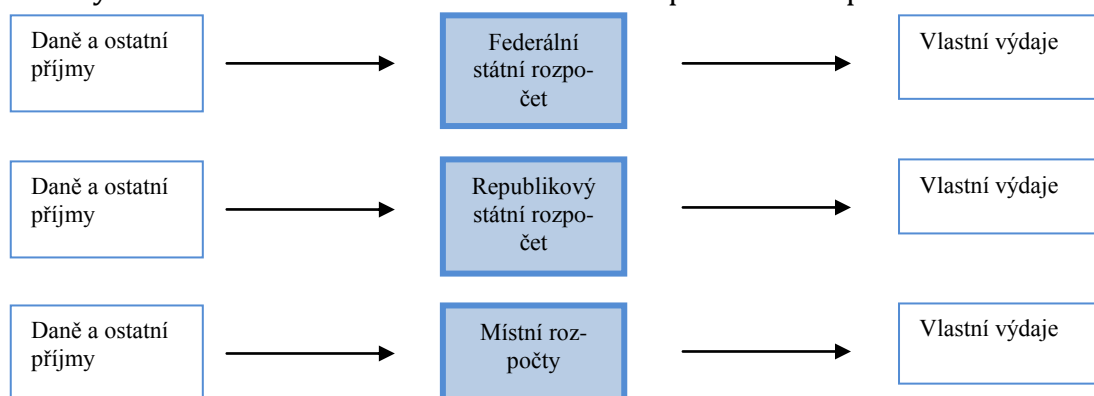 Daně a ostatní
příjmy
Federální
státní rozpo-
čet
Vlastní výdaje
Daně a ostatní
příjmy
Republikový
státní rozpo-
čet
Vlastní výdaje
Daně a ostatní
příjmy
Místní roz-
počty
Vlastní výdaje